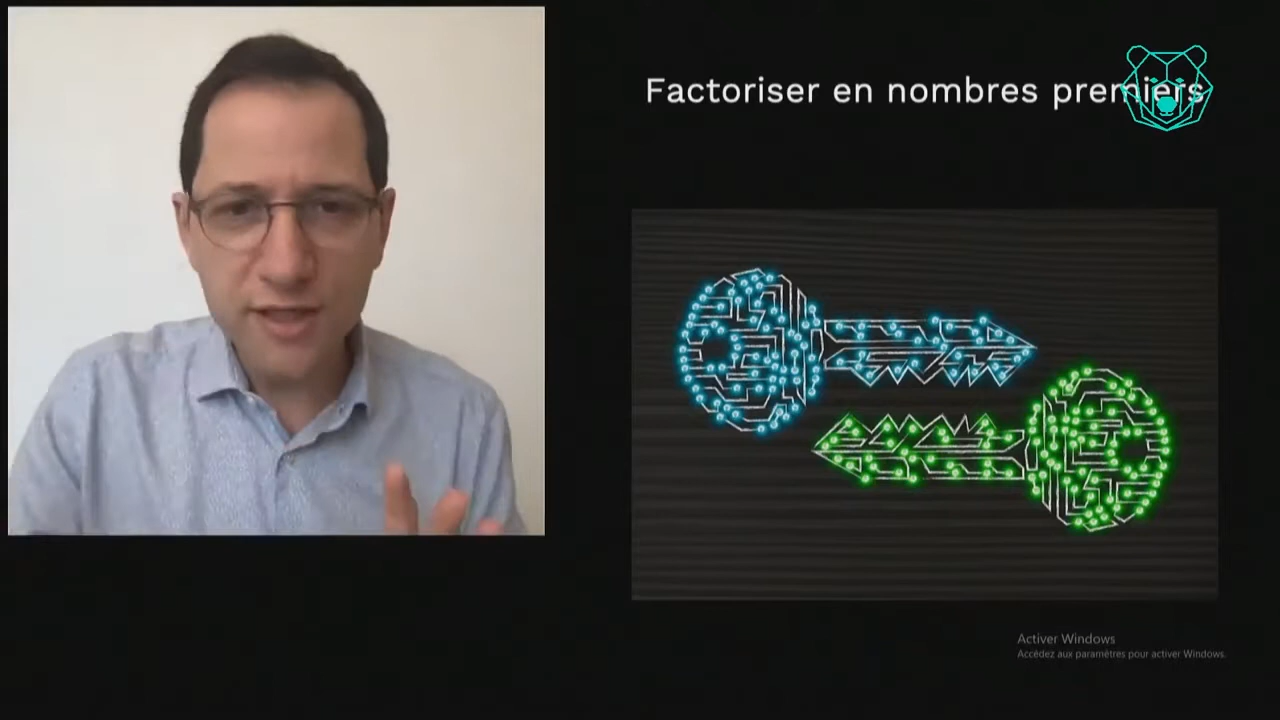 Factoriser en nombres premiers
Activer Windows
Accédez aux paramètres pour activer Windows.